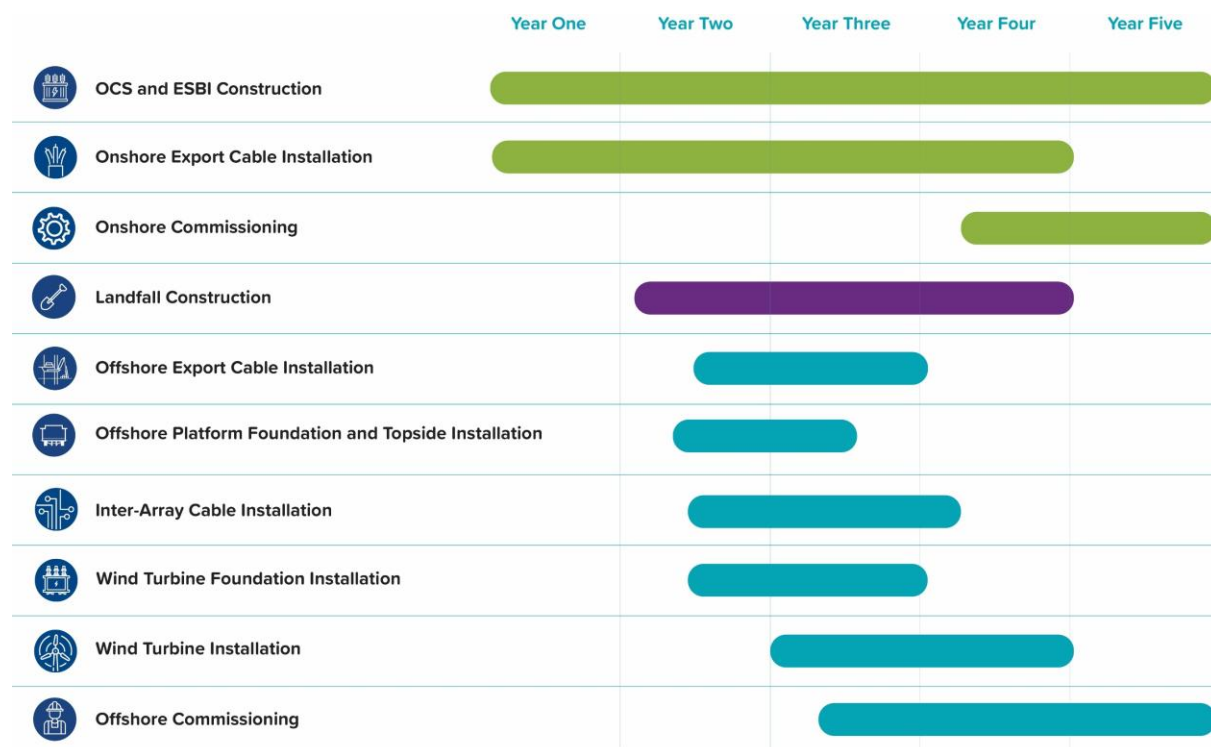 Year One Year Two Year Three Year Four Year Five
OCS and ESBI Construction
Onshore Export Cable Installation
Onshore Commissioning
Landfall Construction
Offshore Export Cable Installation
Offshore Platform Foundation and Topside Installation
Inter-Array Cable Installation
Wind Turbine Foundation Installation
Wind Turbine Installation
Offshore Commissioning